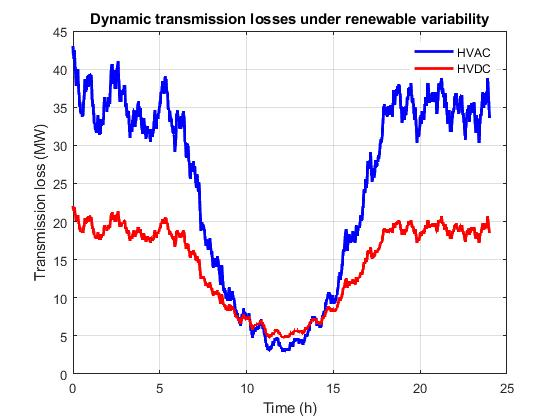 Dynamic transmission losses under renewable variability
HVAC
HVDC
Transmission loss (MW)
45
40
35
30
25
20
15
10
5
0
0 5 10 15 20 25
Time (h)